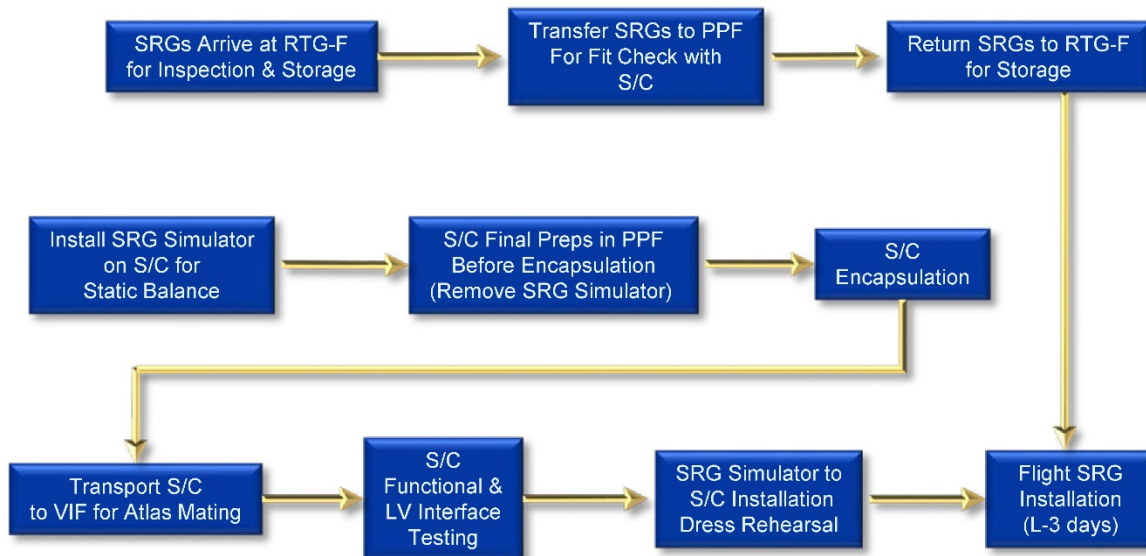 SRGs Arrive at RTG-F
for Inspection & Storage
Transfer SRGs to PPF
For Fit Check with
S/C
Return SRGs to RTG-F
for Storage
Install SRG Simulator
on S/C for
Static Balance
S/C Final Preps in PPF
Before Encapsulation
(Remove SRG Simulator)
S/C
Encapsulation
Transport S/C
to VIF for Atlas Mating
S/C
Functional &
LV Interface
Testing
SRG Simulator to
S/C Installation
Dress Rehearsal
Flight SRG
Installation
(L-3 days)